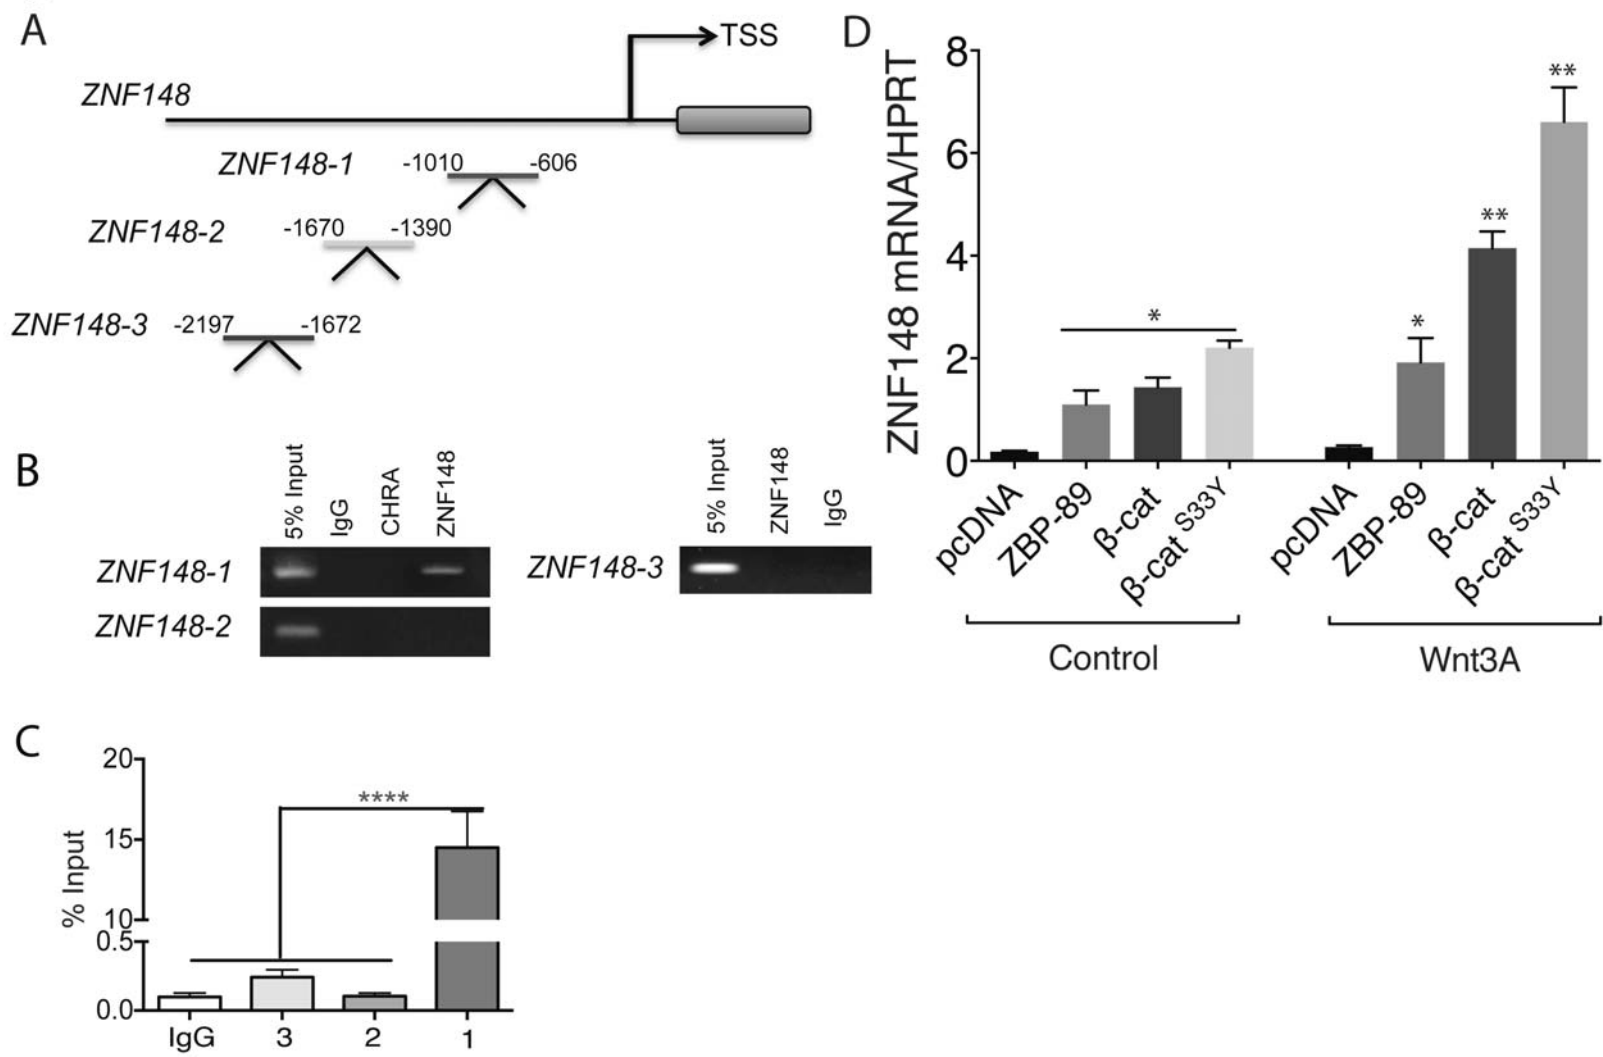 A
TSS
ZNF148
ZNF148-1 -1010 -606
ZNF148-2 -1670 -1390
ZNF148-3 -2197 -1672
B
5% Input IgG CHRA ZNF148
ZNF148-1
ZNF148-2
5% Input ZNF148 IgG
ZNF148-3
C
% Input
20
15
10
0.5
0.0
****
IgG 3 2 1
D
ZNF148 mRNA/HPRT
8
6
4
2
0
* * ** **
pcDNA ZBP-89 β-cat β-cat S33Y pcDNA ZBP-89 β-cat β-cat S33Y
Control Wnt3A